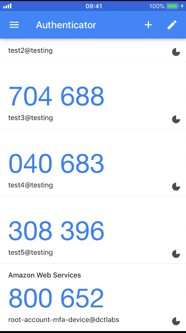 09:41
100%
Authenticator
test2@testing
704 688
test3@testing
040 683
test4@testing
308 396
test5@testing
Amazon Web Services
800 652
root-account-mfa-device@dctlabs